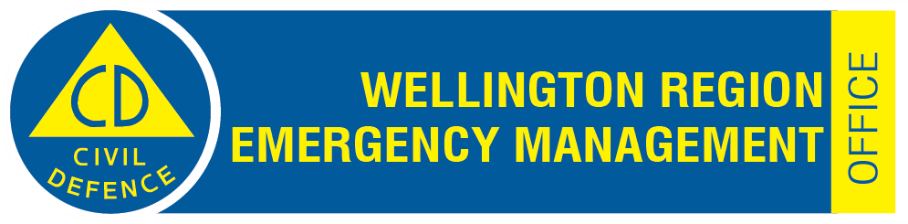 CD
CIVIL
DEFENCE
WELLINGTON REGION
EMERGENCY MANAGEMENT
OFFICE